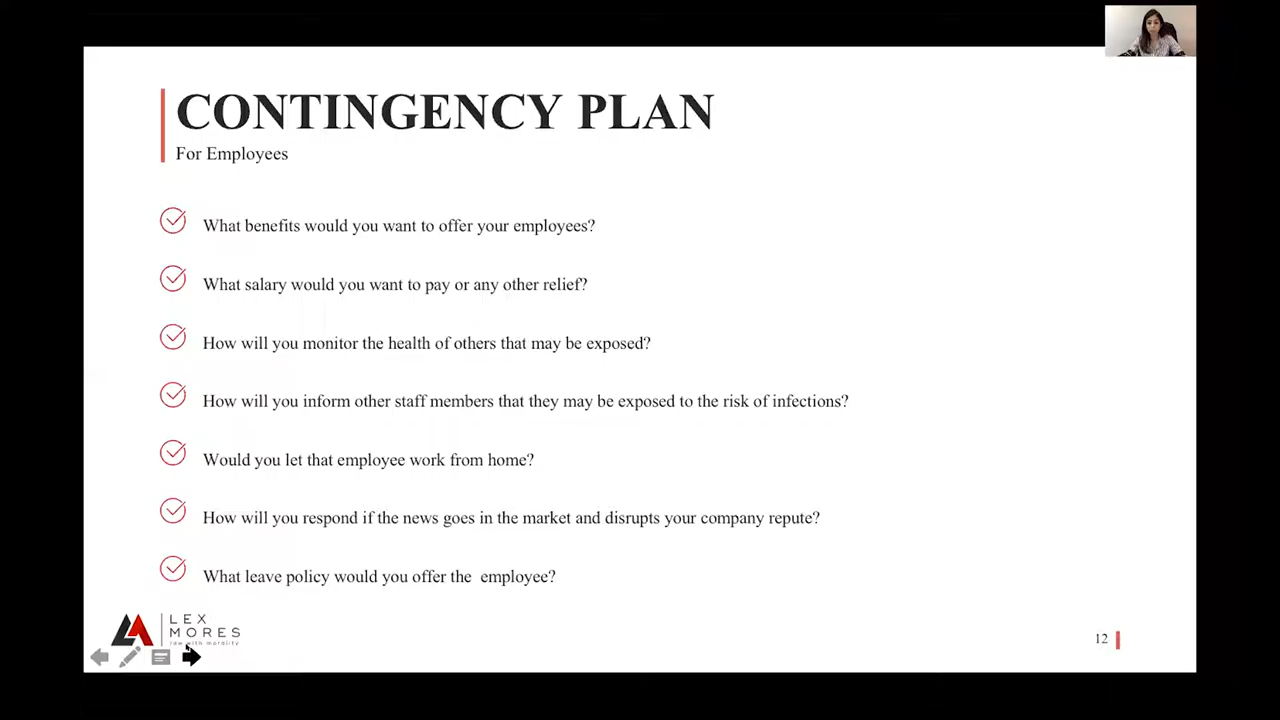 CONTINGENCY PLAN
For Employees
What benefits would you want to offer your employees?
What salary would you want to pay or any other relief?
How will you monitor the health of others that may be exposed?
How will you inform other staff members that they may be exposed to the risk of infections?
Would you let that employee work from home?
How will you respond if the news goes in the market and disrupts your company repute?
What leave policy would you offer the employee?
LEX
MORES
law with morality
12